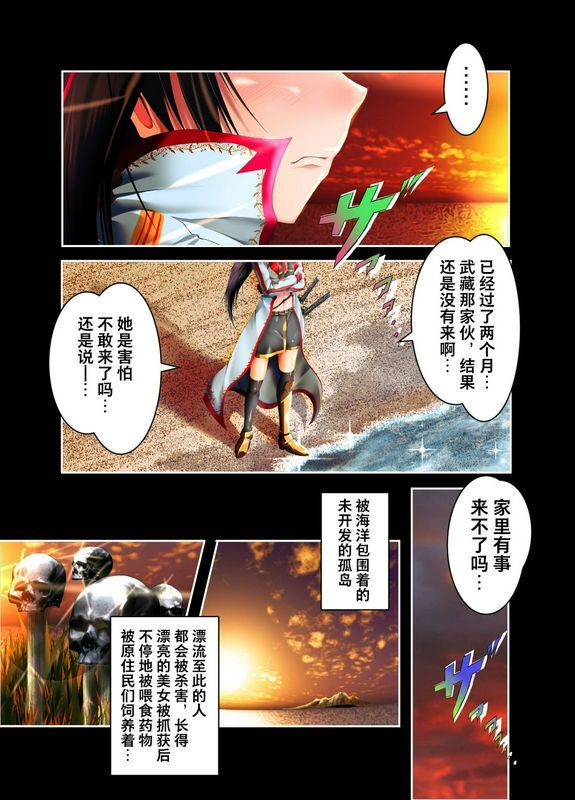 ……
ザザ
已经过了两个月…
武藏那家伙，结果
还是没有来啊…
她是害怕
不敢来了吗…
还是说—…
家里有事
来不了吗…
被海洋包围着的
未开发的孤岛
漂流至此的人
都会被杀害，长得
漂亮的美女被抓获后
不停地被喂食药物
被原住民们饲养着…